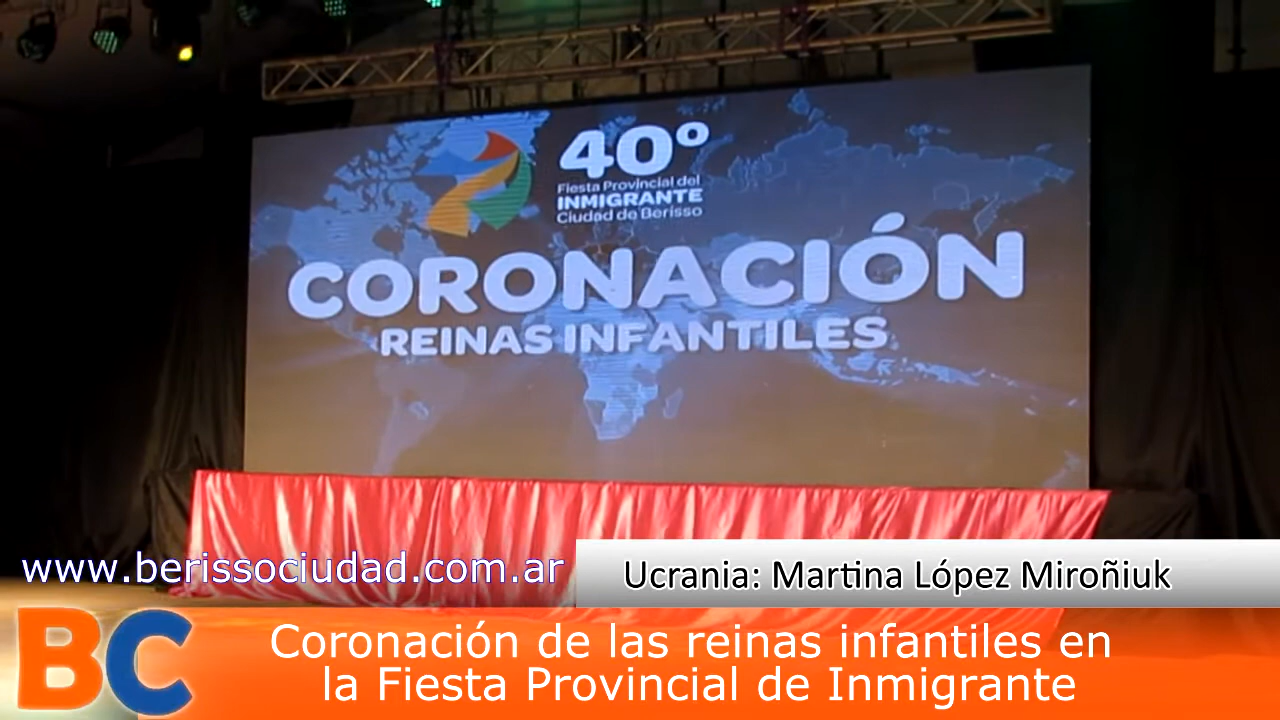 40º
Fiesta Provincial del
INMIGRANTE
Ciudad de Berisso
CORONACIÓN
REINAS INFANTILES
www.berissociudad.com.ar
Ucrania: Martina López Miroñiuk
BC
Coronación de las reinas infantiles en
la Fiesta Provincial de Inmigrante